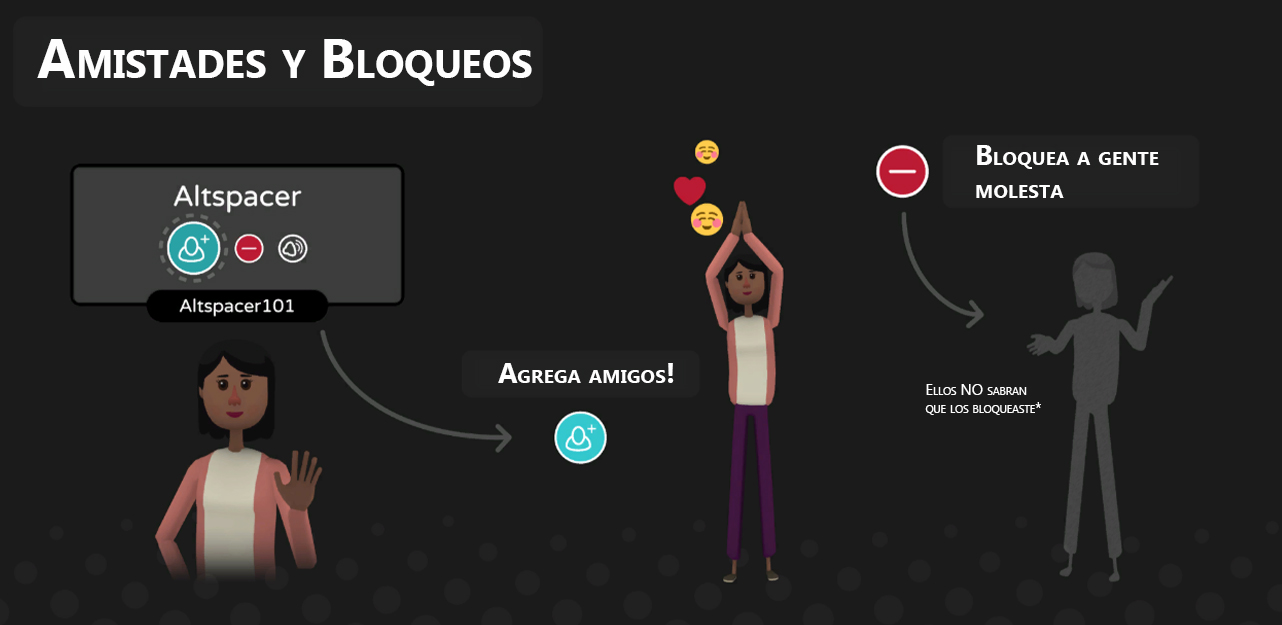 Amistades y Bloqueos
Altspacer
Altspacer101
Agrega amigos!
Bloquea a gente
molesta
Ellos NO sabran
que los bloqueaste*